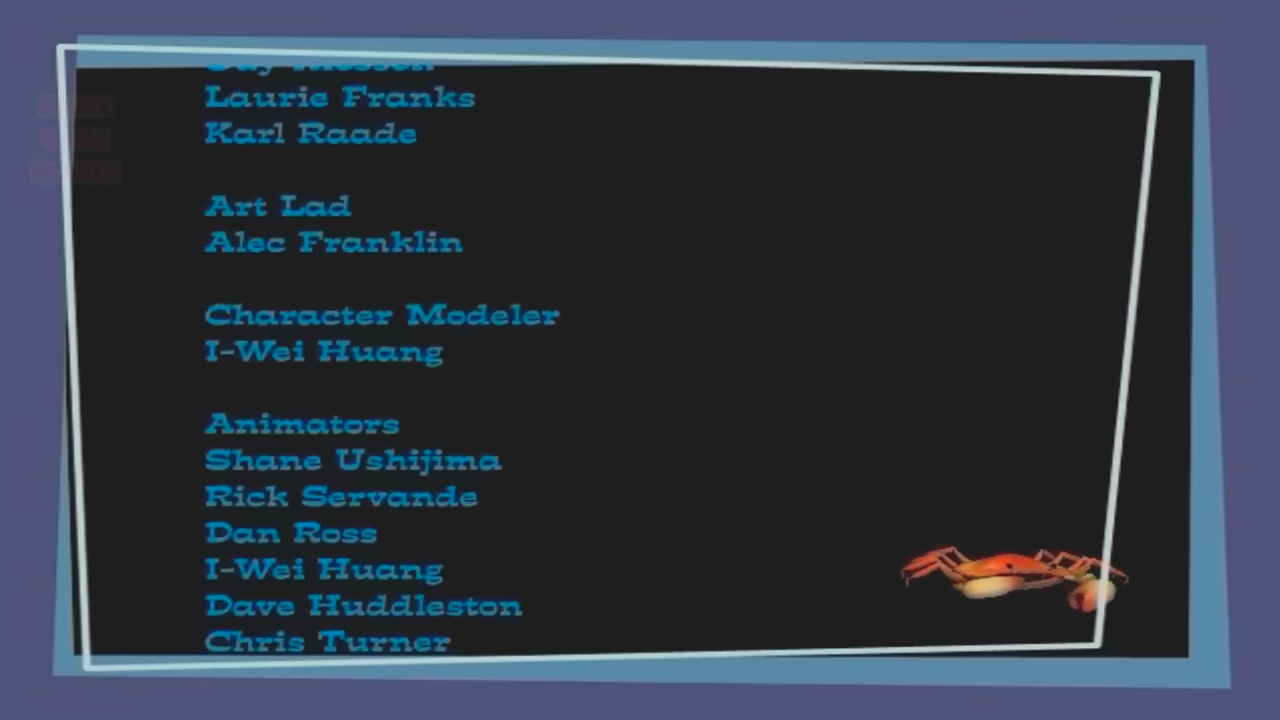 Laurie Franks
Karl Raade
Art Lad
Alec Franklin
Character Modeler
I-Wei Huang
Animators
Shane Ushijima
Rick Servande
Dan Ross
I-Wei Huang
Dave Huddleston
Chris Turner